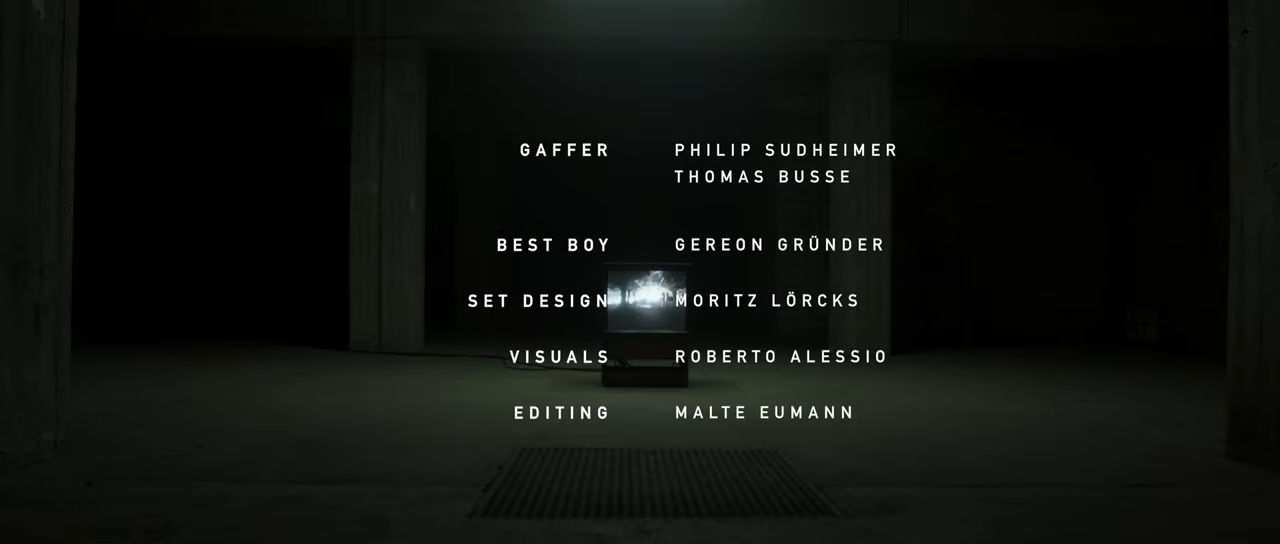 GAFFER PHILIP SUDHEIMER
THOMAS BUSSE
BEST BOY GEREON GRÜNDER
SET DESIGN MORITZ LÖRCKS
VISUALS ROBERTO ALESSIO
EDITING MALTE EUMANN